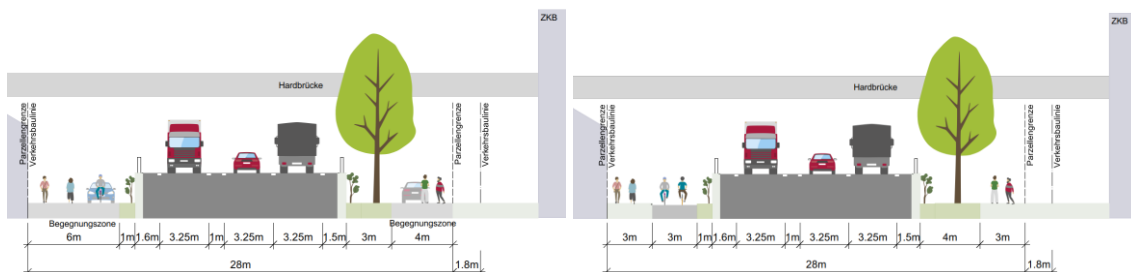 ZKB
Hardbrücke
Parzellengrenze
Verkehrsbaulinie
Parzellengrenze
Verkehrsbaulinie
Begegnungszone
Begegnungszone
6m
1m
1.6m
3.25m
1m
3.25m
3.25m
1.5m
3m
4m
28m
1.8m
ZKB
Hardbrücke
Parzellengrenze
Verkehrsbaulinie
Parzellengrenze
Verkehrsbaulinie
3m
3m
1m
1.6m
3.25m
1m
3.25m
3.25m
1.5m
4m
3m
28m
1.8m